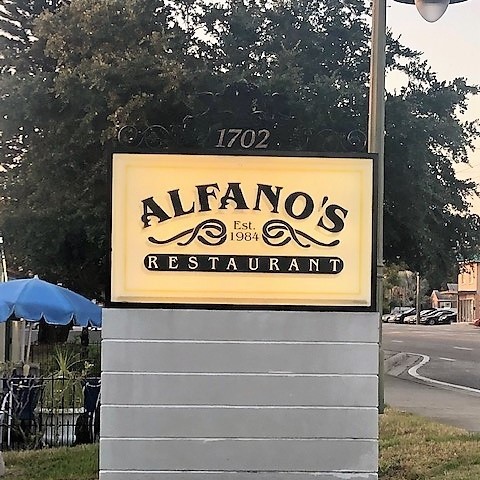 1702
ALFANO'S
Est.
1984
RESTAURANT